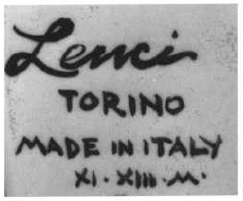 Lenci
TORINO
MADE IN ITALY
XI·XIII·M·